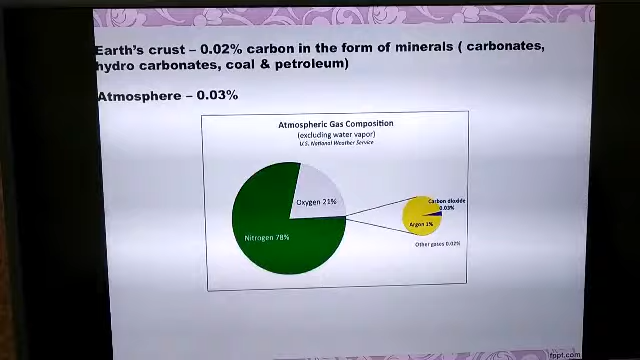 Earth's crust – 0.02% carbon in the form of minerals ( carbonates,
hydro carbonates, coal & petroleum)
Atmosphere – 0.03%
Atmospheric Gas Composition
(excluding water vapor)
U.S. National Weather Service
Oxygen 21%
Nitrogen 78%
Carbon dioxide
0.03%
Argon 1%
Other gases 0.02%
fppt.com